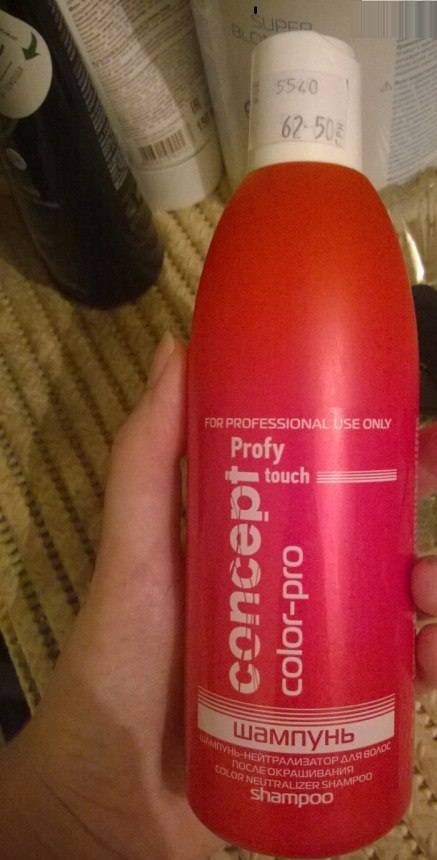 SUPER
5540
62-50
FOR PROFESSIONAL USE ONLY
Profy
touch
concept
color-pro
шампунь
ШАМПУНЬ-НЕЙТРАЛИЗАТОР ДЛЯ ВОЛОС
ПОСЛЕ ОКРАШИВАНИЯ
COLOR NEUTRALIZER SHAMPOO
shampoo